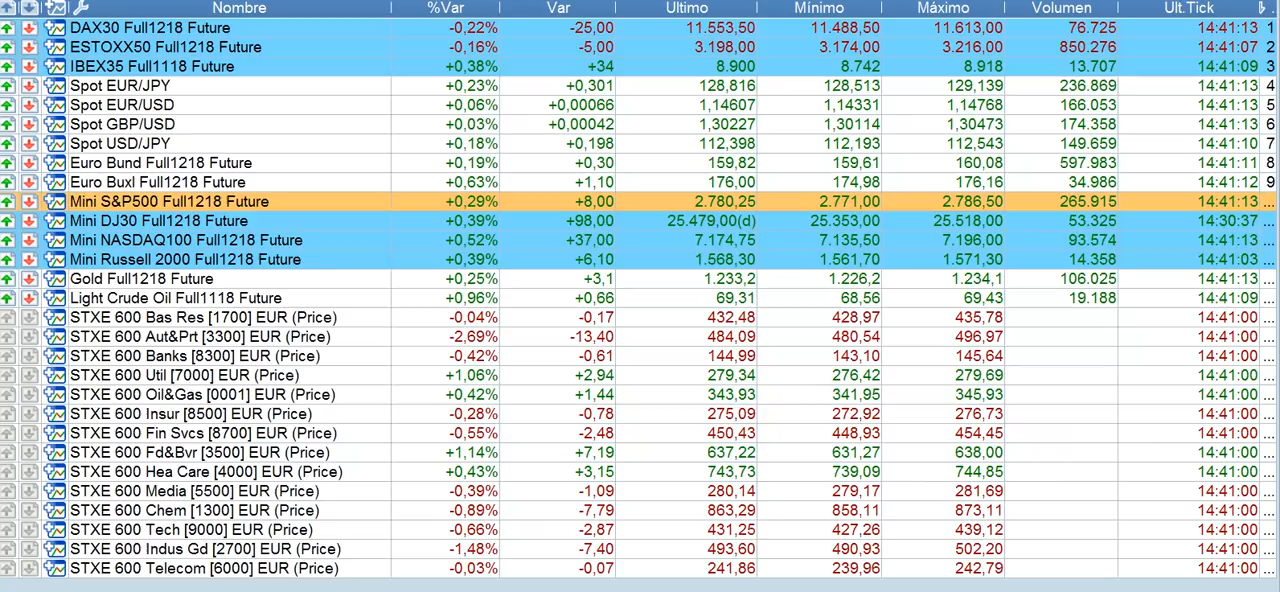 Nombre %Var Var Último Mínimo Máximo Volumen Ult.Tick
DAX30 Full1218 Future -0,22% -25,00 11.553,50 11.488,50 11.613,00 76.725 14:41:13 1
ESTOXX50 Full1218 Future -0,16% -5,00 3.198,00 3.174,00 3.216,00 850.276 14:41:07 2
IBEX35 Full1118 Future +0,38% +34 8.900 8.742 8.918 13.707 14:41:09 3
Spot EUR/JPY +0,23% +0,301 128,816 128,513 129,139 236.869 14:41:13 4
Spot EUR/USD +0,06% +0,00066 1,14607 1,14331 1,14768 166.053 14:41:13 5
Spot GBP/USD +0,03% +0,00042 1,30227 1,30114 1,30473 174.358 14:41:13 6
Spot USD/JPY +0,18% +0,198 112,398 112,193 112,543 149.659 14:41:10 7
Euro Bund Full1218 Future +0,19% +0,30 159,82 159,61 160,08 597.983 14:41:11 8
Euro Buxl Full1218 Future +0,63% +1,10 176,00 174,98 176,16 34.986 14:41:12 9
Mini S&P500 Full1218 Future +0,29% +8,00 2.780,25 2.771,00 2.786,50 265.915 14:41:13 ...
Mini DJ30 Full1218 Future +0,39% +98,00 25.479,00(d) 25.353,00 25.518,00 53.325 14:30:37 ...
Mini NASDAQ100 Full1218 Future +0,52% +37,00 7.174,75 7.135,50 7.196,00 93.574 14:41:13 ...
Mini Russell 2000 Full1218 Future +0,39% +6,10 1.568,30 1.561,70 1.571,30 14.358 14:41:03 ...
Gold Full1218 Future +0,25% +3,1 1.233,2 1.226,2 1.234,1 106.025 14:41:13 ...
Light Crude Oil Full1118 Future +0,96% +0,66 69,31 68,56 69,43 19.188 14:41:09 ...
STXE 600 Bas Res [1700] EUR (Price) -0,04% -0,17 432,48 428,97 435,78 14:41:00 ...
STXE 600 Aut&Prt [3300] EUR (Price) -2,69% -13,40 484,09 480,54 496,97 14:41:00 ...
STXE 600 Banks [8300] EUR (Price) -0,42% -0,61 144,99 143,10 145,64 14:41:00 ...
STXE 600 Util [7000] EUR (Price) +1,06% +2,94 279,34 276,42 279,69 14:41:00 ...
STXE 600 Oil&Gas [0001] EUR (Price) +0,42% +1,44 343,93 341,95 345,93 14:41:00 ...
STXE 600 Insur [8500] EUR (Price) -0,28% -0,78 275,09 272,92 276,73 14:41:00 ...
STXE 600 Fin Svcs [8700] EUR (Price) -0,55% -2,48 450,43 448,93 454,45 14:41:00 ...
STXE 600 Fd&Bvr [3500] EUR (Price) +1,14% +7,19 637,22 631,27 638,00 14:41:00 ...
STXE 600 Hea Care [4000] EUR (Price) +0,43% +3,15 743,73 739,09 744,85 14:41:00 ...
STXE 600 Media [5500] EUR (Price) -0,39% -1,09 280,14 279,17 281,69 14:41:00 ...
STXE 600 Chem [1300] EUR (Price) -0,89% -7,79 863,29 858,11 873,11 14:41:00 ...
STXE 600 Tech [9000] EUR (Price) -0,66% -2,87 431,25 427,26 439,12 14:41:00 ...
STXE 600 Indus Gd [2700] EUR (Price) -1,48% -7,40 493,60 490,93 502,20 14:41:00 ...
STXE 600 Telecom [6000] EUR (Price) -0,03% -0,07 241,86 239,96 242,79 14:41:00 ...